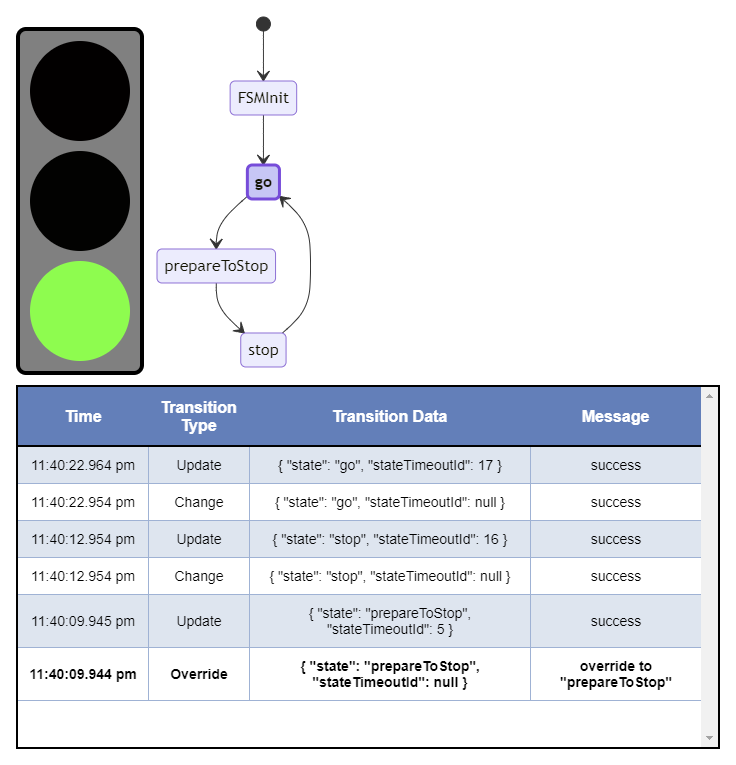 FSMInit
go
prepareToStop
stop
Time Transition Type Transition Data Message
11:40:22.964 pm Update { "state": "go", "stateTimeoutId": 17 } success
11:40:22.954 pm Change { "state": "go", "stateTimeoutId": null } success
11:40:12.954 pm Update { "state": "stop", "stateTimeoutId": 16 } success
11:40:12.954 pm Change { "state": "stop", "stateTimeoutId": null } success
11:40:09.945 pm Update { "state": "prepareToStop",
"stateTimeoutId": 5 } success
11:40:09.944 pm Override { "state": "prepareToStop",
"stateTimeoutId": null } override to
"prepareToStop"